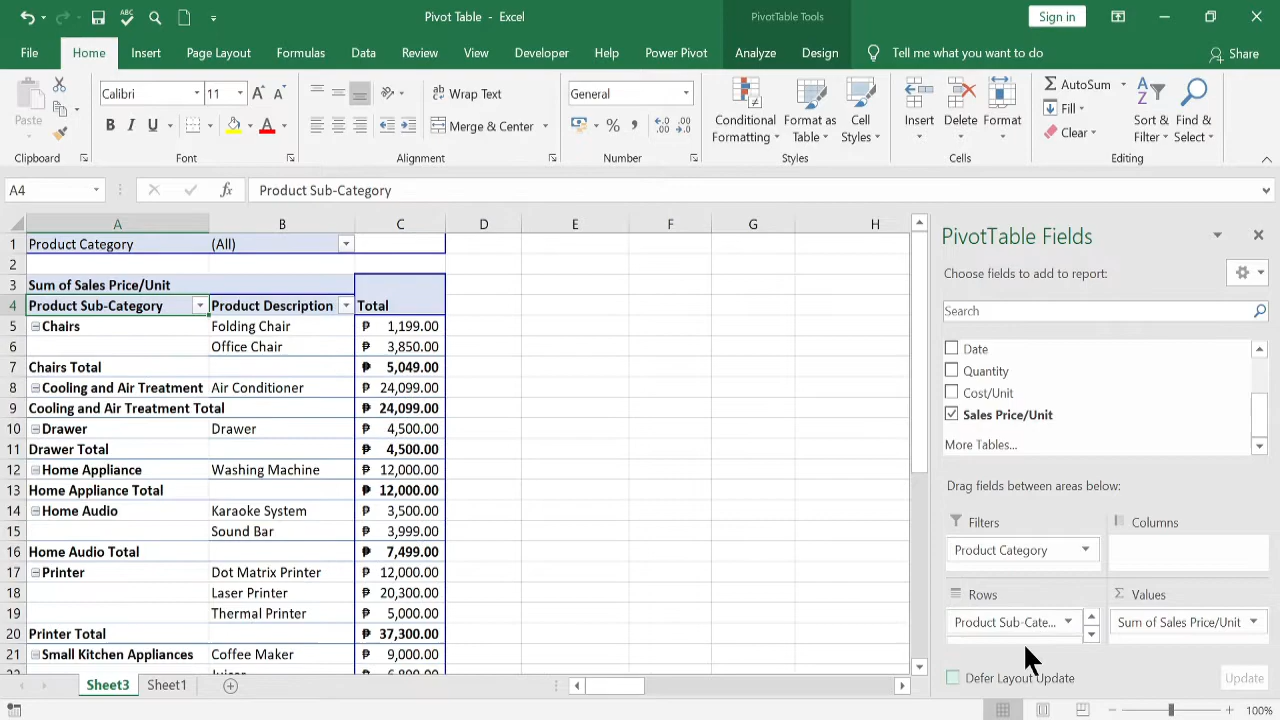 Pivot Table - Excel
PivotTable Tools
Sign in
File Home Insert Page Layout Formulas Data Review View Developer Help Power Pivot Analyze Design Tell me what you want to do Share
Paste
Calibri 11
B I U
Wrap Text
Merge & Center
General
% ,
Conditional Formatting
Format as Table
Cell Styles
Insert Delete Format
AutoSum
Fill
Clear
Sort & Filter
Find & Select
Clipboard Font Alignment Number Styles Cells Editing
A4 fx Product Sub-Category
A B C D E F G H
1 Product Category (All)
2
3 Sum of Sales Price/Unit
4 Product Sub-Category Product Description Total
5 Chairs Folding Chair ₱ 1,199.00
6 Office Chair ₱ 3,850.00
7 Chairs Total ₱ 5,049.00
8 Cooling and Air Treatment Air Conditioner ₱ 24,099.00
9 Cooling and Air Treatment Total ₱ 24,099.00
10 Drawer Drawer ₱ 4,500.00
11 Drawer Total ₱ 4,500.00
12 Home Appliance Washing Machine ₱ 12,000.00
13 Home Appliance Total ₱ 12,000.00
14 Home Audio Karaoke System ₱ 3,500.00
15 Sound Bar ₱ 3,999.00
16 Home Audio Total ₱ 7,499.00
17 Printer Dot Matrix Printer ₱ 12,000.00
18 Laser Printer ₱ 20,300.00
19 Thermal Printer ₱ 5,000.00
20 Printer Total ₱ 37,300.00
21 Small Kitchen Appliances Coffee Maker ₱ 9,000.00
Sheet3 Sheet1
PivotTable Fields
Choose fields to add to report:
Search
Date
Quantity
Cost/Unit
Sales Price/Unit
More Tables...
Drag fields between areas below:
Filters Columns
Product Category
Rows Σ Values
Product Sub-Cate... Sum of Sales Price/Unit
Defer Layout Update Update
100%